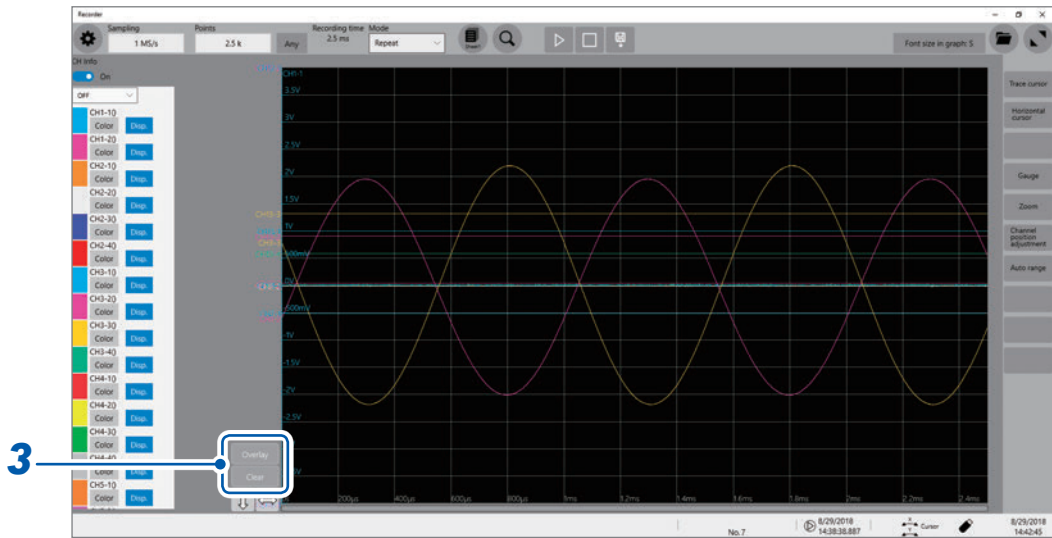 Recorder
Sampling
Points
Recording time
Mode
1 MS/s
2.5 k
Any
2.5 ms
Repeat
Font size in graph: S
CH Info
On
OFF
CH1-1()
Color Disp.
CH1-2()
Color Disp.
CH2-1()
Color Disp.
CH2-2()
Color Disp.
CH2-3()
Color Disp.
CH2-4()
Color Disp.
CH3-1()
Color Disp.
CH3-2()
Color Disp.
CH3-3()
Color Disp.
CH3-4()
Color Disp.
CH4-1()
Color Disp.
CH4-2()
Color Disp.
CH4-3()
Color Disp.
CH4-4()
Color Disp.
CH5-1()
Color Disp.
3
Overlay
Clear
CH1-1
3.5V
3V
2.5V
2V
1.5V
1V
500mV
0V
-500mV
-1V
-1.5V
-2V
-2.5V
200μs
400μs
600μs
800μs
1ms
1.2ms
1.4ms
1.6ms
1.8ms
2ms
2.2ms
2.4ms
Trace cursor
Horizontal
cursor
Gauge
Zoom
Channel
position
adjustment
Auto range
No.7
8/29/2018
14:38:38.887
X
Y
Cursor
8/29/2018
14:42:45